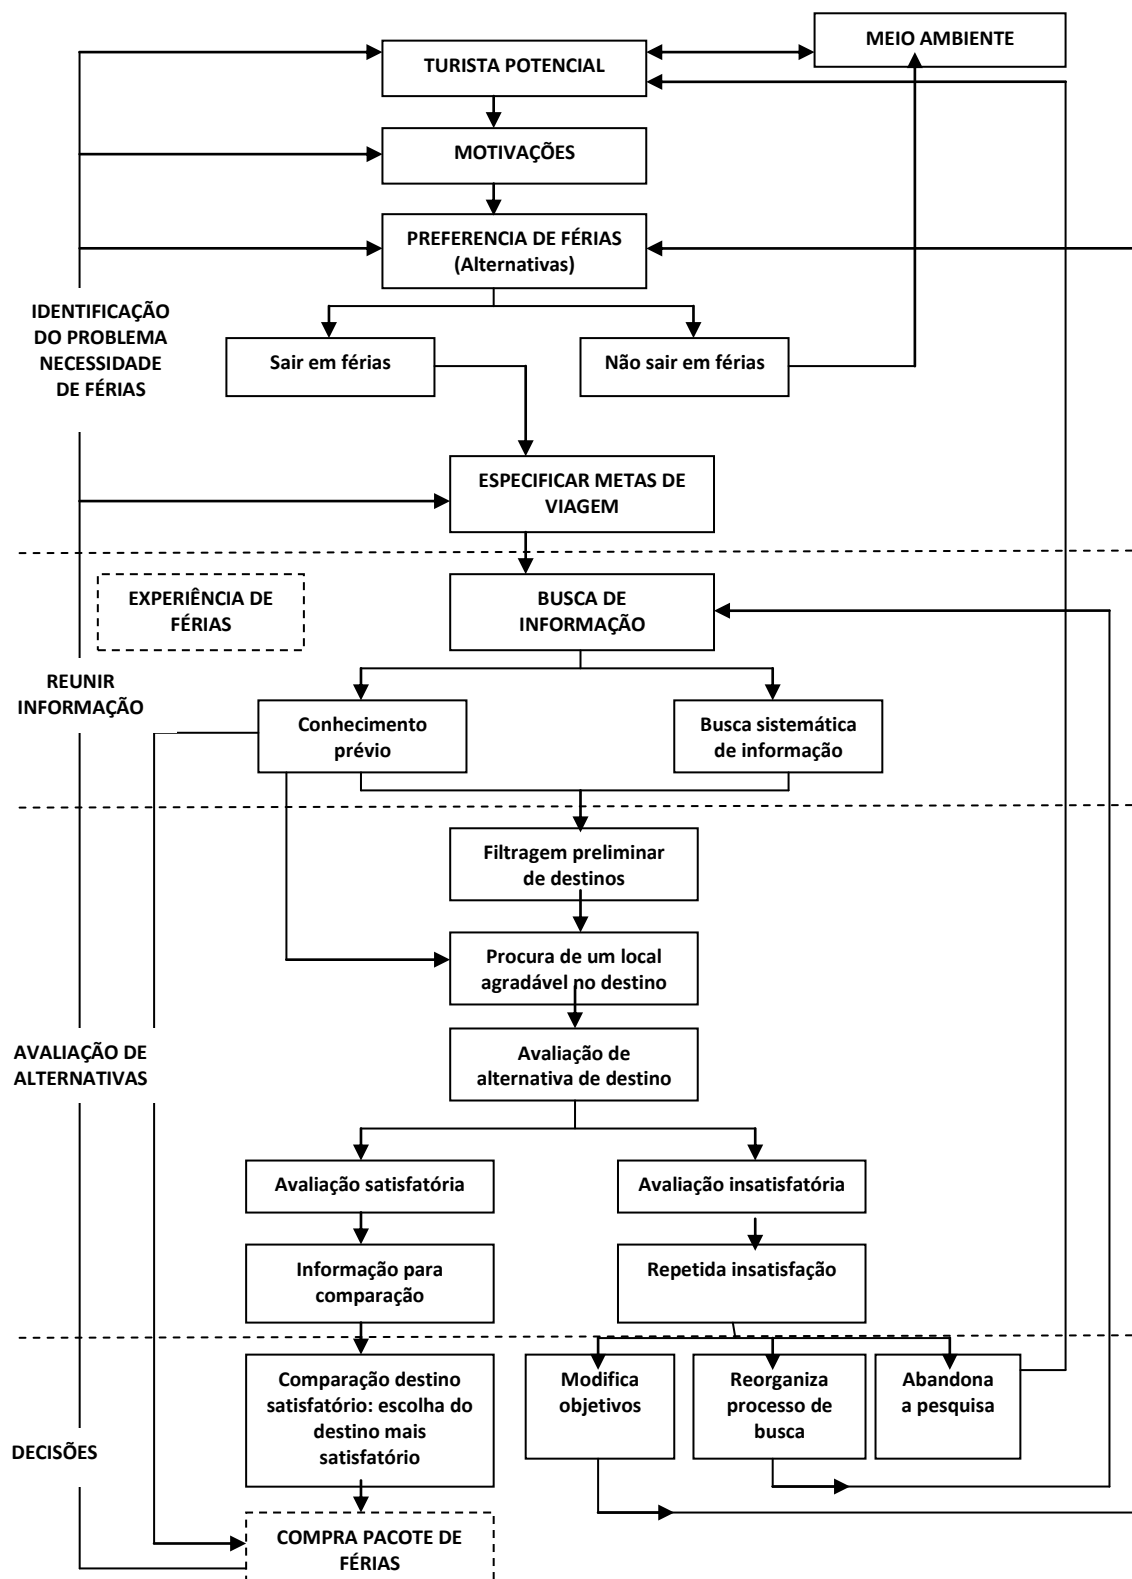 MEIO AMBIENTE
TURISTA POTENCIAL
MOTIVAÇÕES
PREFERENCIA DE FÉRIAS
(Alternativas)
IDENTIFICAÇÃO
DO PROBLEMA
NECESSIDADE
DE FÉRIAS
Sair em férias
Não sair em férias
ESPECIFICAR METAS DE
VIAGEM
EXPERIÊNCIA DE
FÉRIAS
BUSCA DE
INFORMAÇÃO
REUNIR
INFORMAÇÃO
Conhecimento
prévio
Busca sistemática
de informação
Filtragem preliminar
de destinos
Procura de um local
agradável no destino
AVALIAÇÃO DE
ALTERNATIVAS
Avaliação de
alternativa de destino
Avaliação satisfatória
Avaliação insatisfatória
Informação para
comparação
Repetida insatisfação
Comparação destino
satisfatório: escolha do
destino mais
satisfatório
Modifica
objetivos
Reorganiza
processo de
busca
Abandona
a pesquisa
DECISÕES
COMPRA PACOTE DE
FÉRIAS